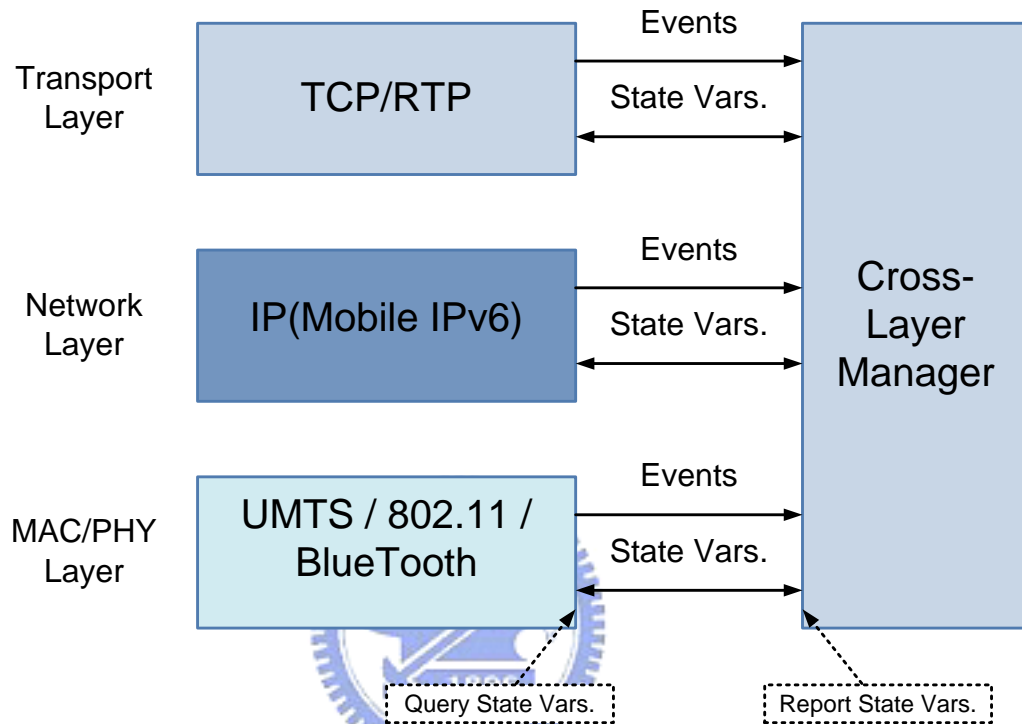 Transport
Layer
TCP/RTP
Events
State Vars.
Network
Layer
IP(Mobile IPv6)
Events
State Vars.
MAC/PHY
Layer
UMTS / 802.11 /
BlueTooth
Events
State Vars.
Cross-
Layer
Manager
Query State Vars.
Report State Vars.